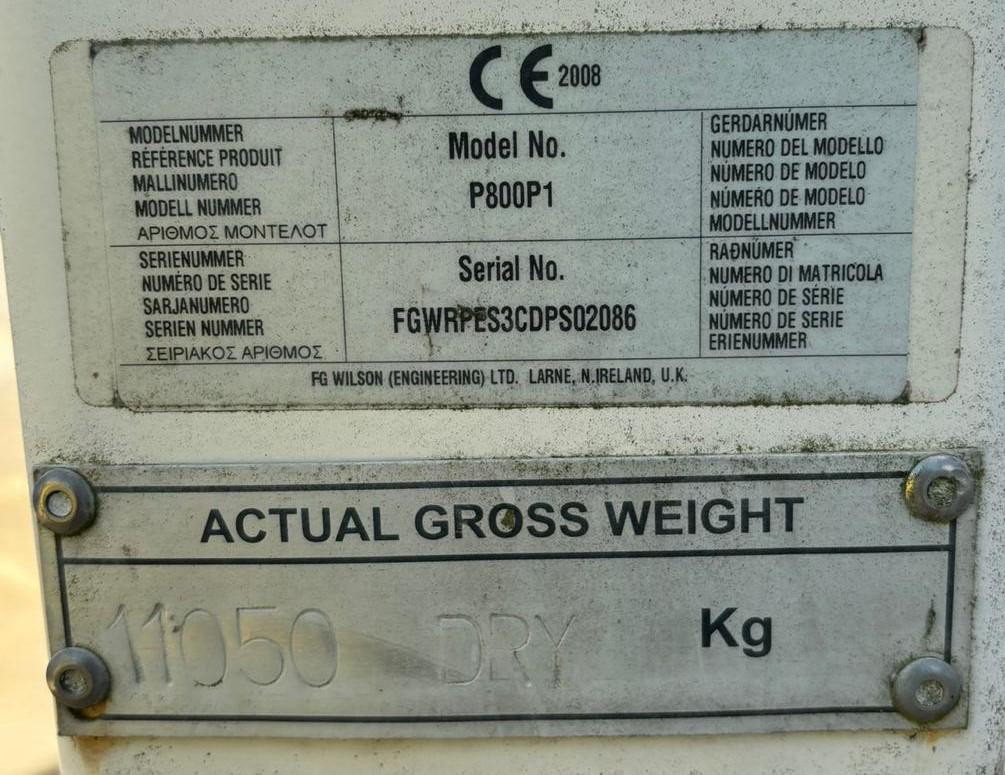 CE 2008
MODELNUMMER
RÉFÉRENCE PRODUIT
MALLINUMERO
MODELL NUMMER
ΑΡΙΘΜΟΣ ΜΟΝΤΕΛΟΤ
Model No.
P800P1
GERDARNÚMER
NUMERO DEL MODELLO
NÚMERO DE MODELO
NÚMERO DE MODELO
MODELLNUMMER
SERIENUMMER
NUMÉRO DE SERIE
SARJANUMERO
SERIEN NUMMER
ΣΕΙΡΙΑΚΟΣ ΑΡΙΘΜΟΣ
Serial No.
FGWRPES3CDPS02086
RAÐNÚMER
NUMERO DI MATRICOLA
NÚMERO DE SÉRIE
NÚMERO DE SERIE
ERIENUMMER
FG WILSON (ENGINEERING) LTD. LARNE, N.IRELAND, U.K.
ACTUAL GROSS WEIGHT
11050 DRY Kg